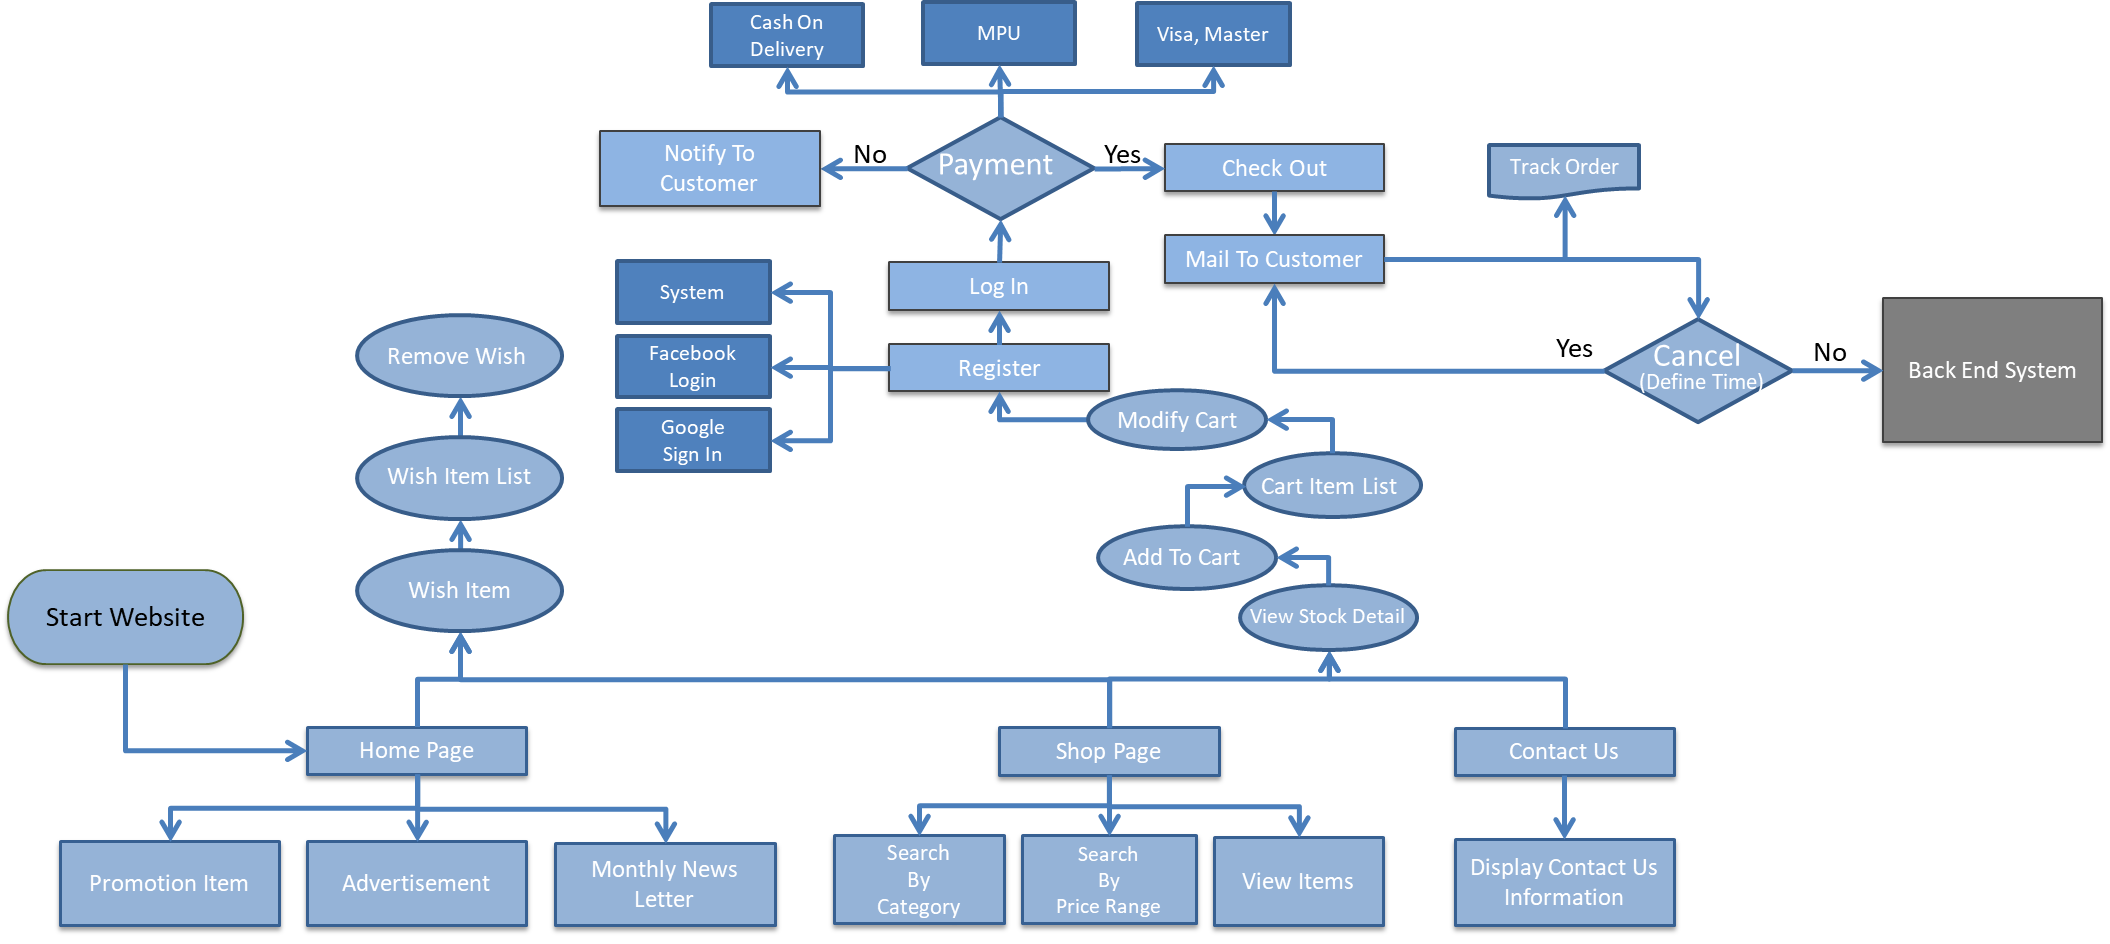 Cash On
Delivery
MPU
Visa, Master
Notify To
Customer
No
Payment
Yes
Check Out
Track Order
System
Log In
Mail To Customer
Remove Wish
Facebook
Login
Register
Yes
Cancel
(Define Time)
No
Back End System
Google
Sign In
Modify Cart
Wish Item List
Cart Item List
Wish Item
Add To Cart
Start Website
View Stock Detail
Home Page
Shop Page
Contact Us
Promotion Item
Advertisement
Monthly News
Letter
Search
By
Category
Search
By
Price Range
View Items
Display Contact Us
Information